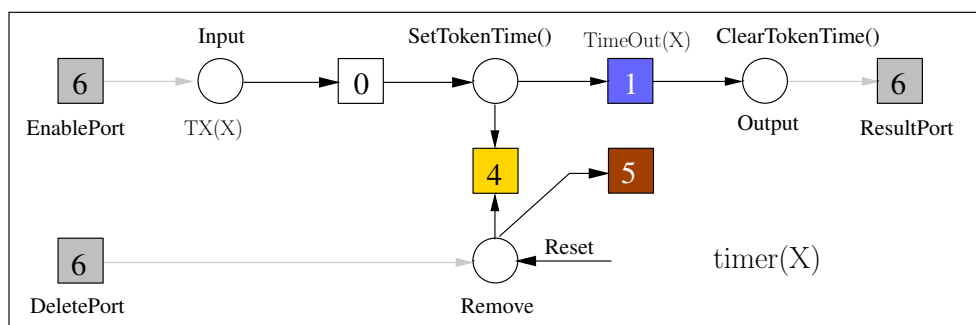 Input
SetTokenTime()
TimeOut(X)
ClearTokenTime()
6
0
1
6
EnablePort
TX(X)
Output
ResultPort
4
5
6
Reset
timer(X)
DeletePort
Remove